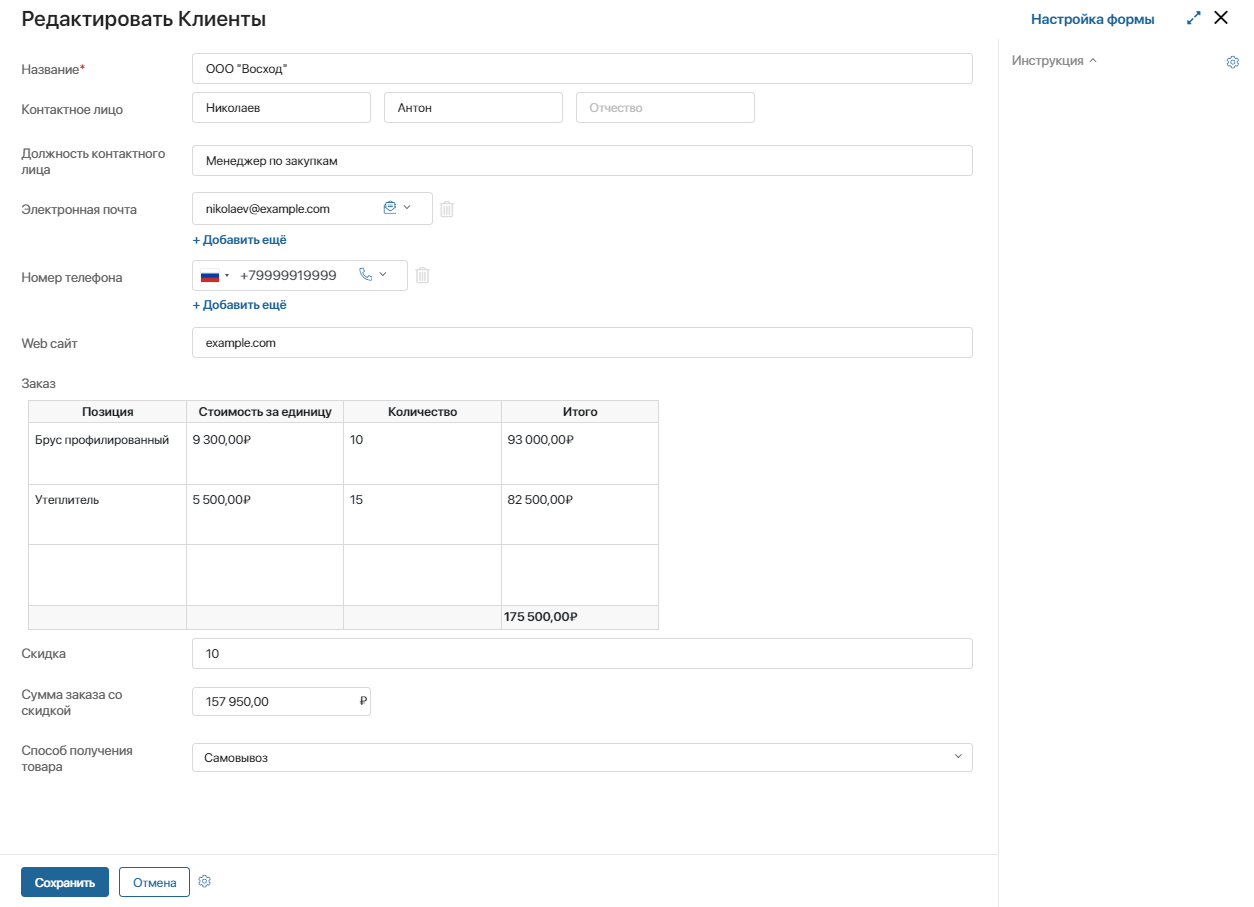 Редактировать Клиенты
Настройка формы
Инструкция
Название* ООО "Восход"
Контактное лицо Николаев Антон Отчество
Должность контактного
лица
Менеджер по закупкам
Электронная почта nikolaev@example.com
+ Добавить ещё
Номер телефона +79999919999
+ Добавить ещё
Web сайт example.com
Заказ
Позиция Стоимость за единицу Количество Итого
Брус профилированный 9 300,00₽ 10 93 000,00₽
Утеплитель 5 500,00₽ 15 82 500,00₽
175 500,00₽
Скидка 10
Сумма заказа со
скидкой
157 950,00 ₽
Способ получения
товара
Самовывоз
Сохранить Отмена